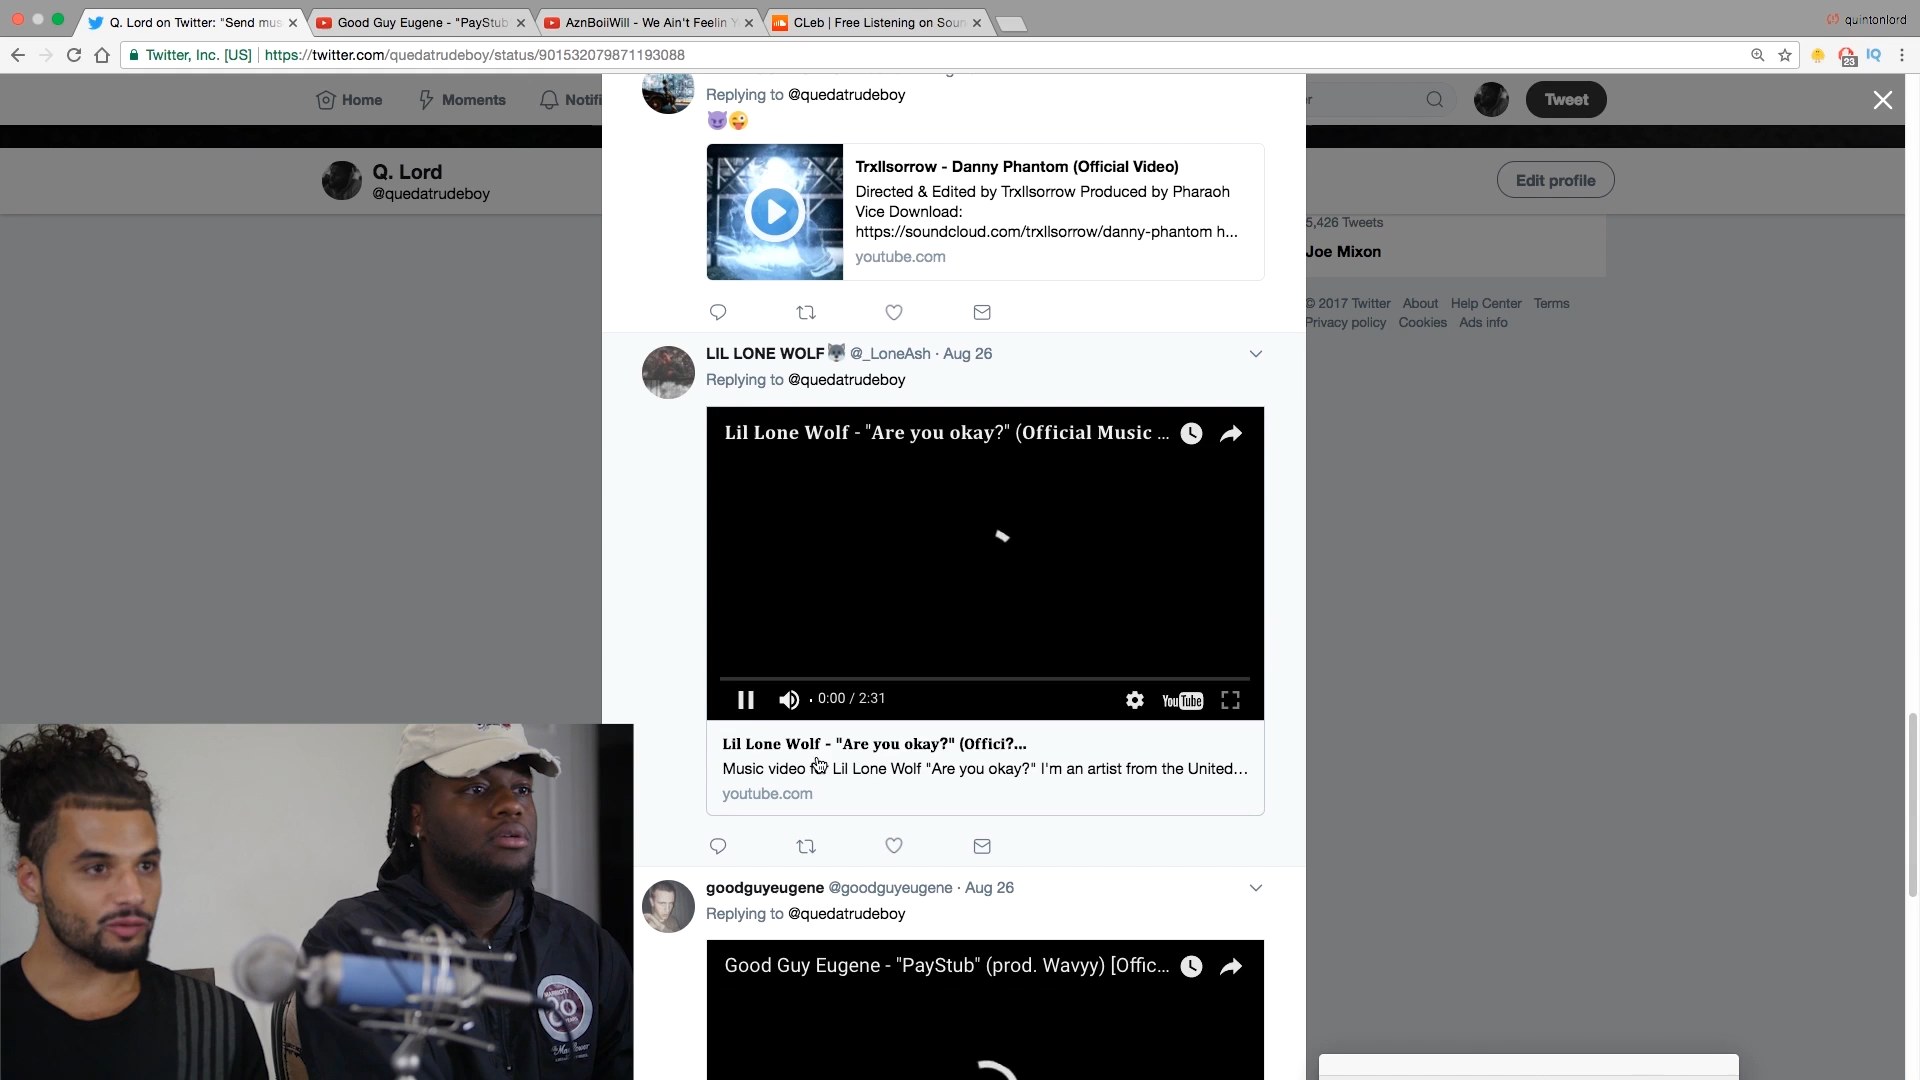 Q. Lord on Twitter: "Send mus
Good Guy Eugene - "PayStub
AznBoiiWill - We Ain't Feelin Y
CLeb | Free Listening on Soun
quintonlord
Twitter, Inc. [US] https://twitter.com/quedatrudeboy/status/901532079871193088
23
IQ
Home
Moments
Notifi
Tweet
Q. Lord
@quedatrudeboy
Edit profile
5,426 Tweets
Joe Mixon
© 2017 Twitter About Help Center Terms
Privacy policy Cookies Ads info
Replying to @quedatrudeboy
😈😜
Trxllsorrow - Danny Phantom (Official Video)
Directed & Edited by Trxllsorrow Produced by Pharaoh
Vice Download:
https://soundcloud.com/trxllsorrow/danny-phantom h...
youtube.com
LIL LONE WOLF🐺 @_LoneAsh · Aug 26
Replying to @quedatrudeboy
Lil Lone Wolf - "Are you okay?" (Official Music ...
0:00 / 2:31
YouTube
Lil Lone Wolf - "Are you okay?" (Offici?...
Music video for Lil Lone Wolf "Are you okay?" I'm an artist from the United...
youtube.com
goodguyeugene @goodguyeugene · Aug 26
Replying to @quedatrudeboy
Good Guy Eugene - "PayStub" (prod. Wavyy) [Offic...